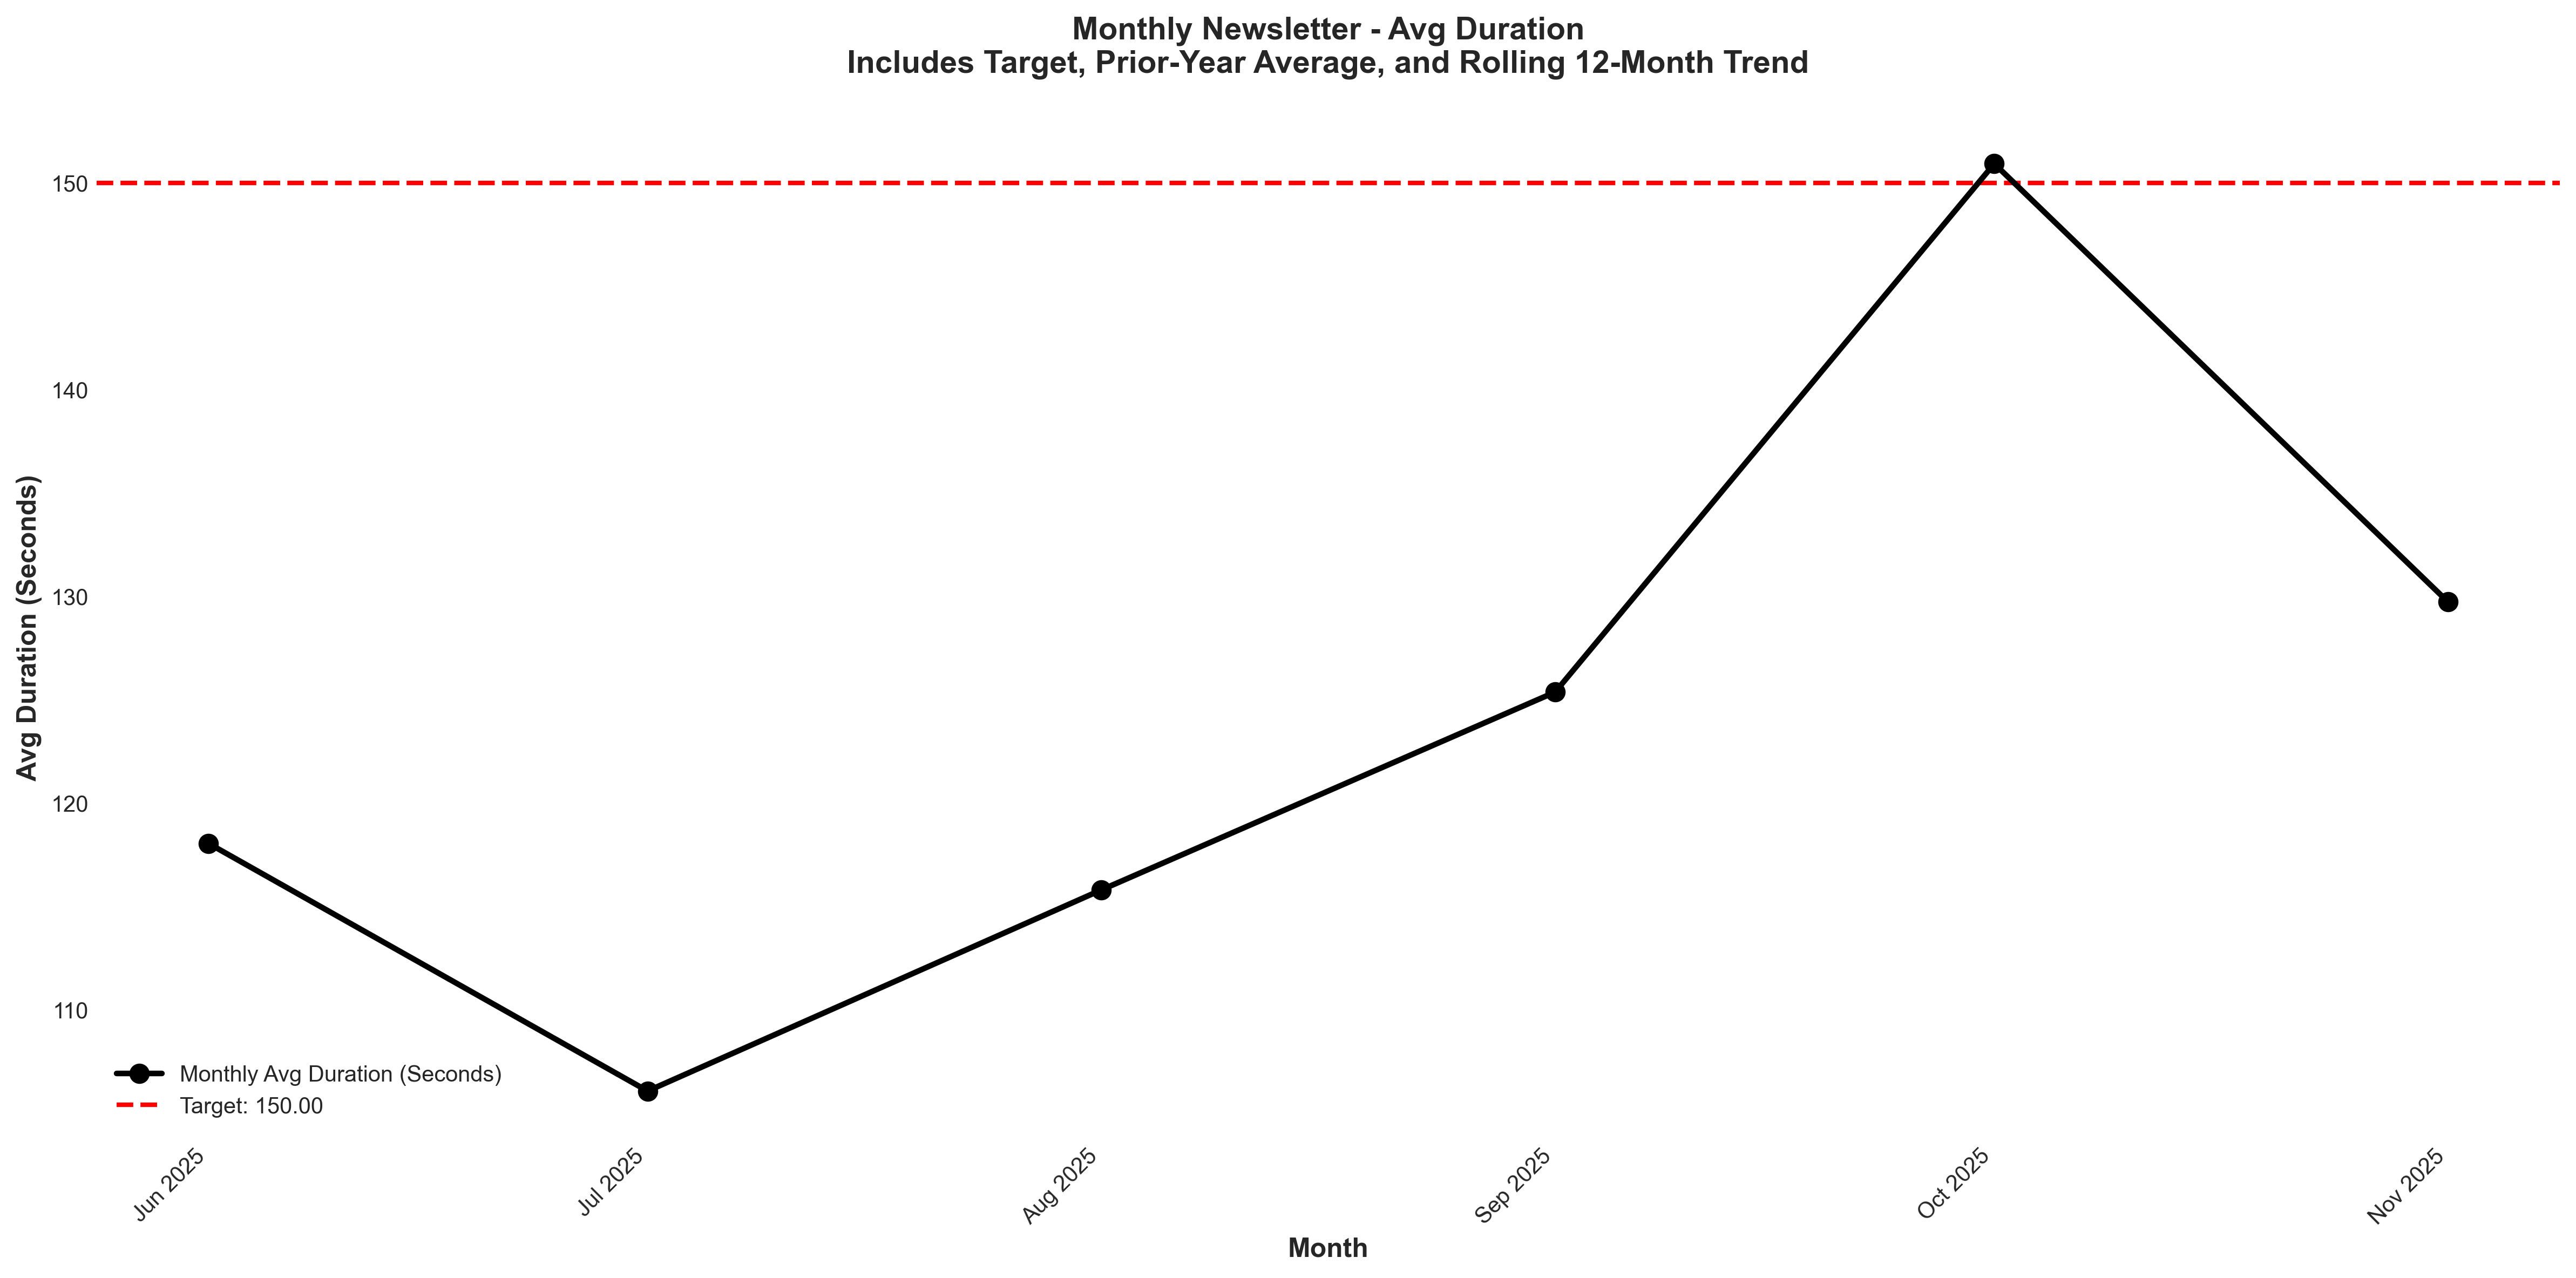 Monthly Newsletter - Avg Duration
Includes Target, Prior-Year Average, and Rolling 12-Month Trend
Avg Duration (Seconds)
150
140
130
120
110
Monthly Avg Duration (Seconds)
Target: 150.00
Jun 2025
Jul 2025
Aug 2025
Sep 2025
Oct 2025
Nov 2025
Month